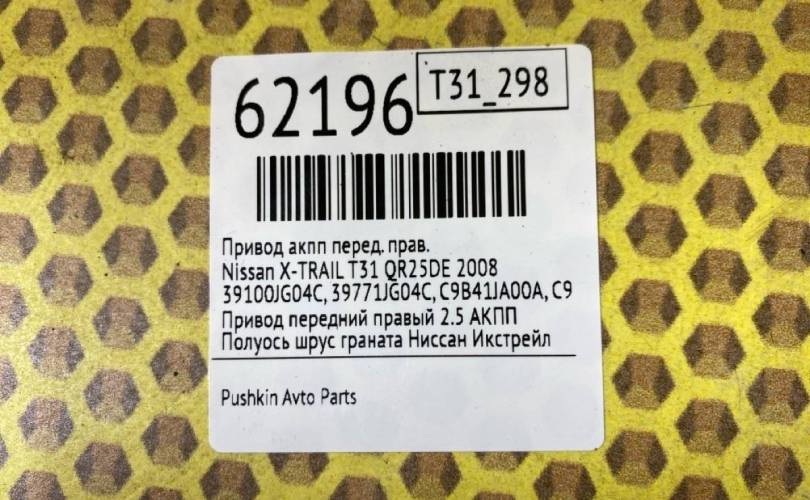 62196
T31_298
Привод акпп перед. прав.
Nissan X-TRAIL T31 QR25DE 2008
39100JG04C, 39771JG04C, C9B41JA00A, C9
Привод передний правый 2.5 АКПП
Полуось шрус граната Ниссан Икстрейл
Pushkin Avto Parts